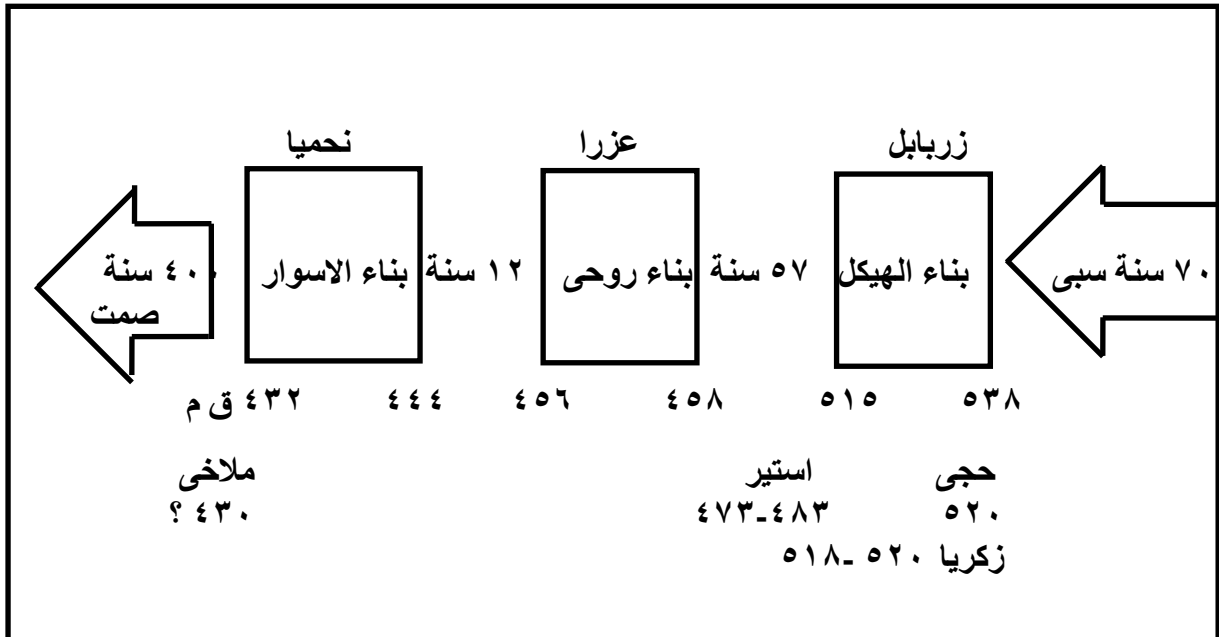 زربابل
عزرا
نحميا
٧٠ سنة سبى
بناء الهيكل
٥٧ سنة
بناء روحى
١٢ سنة
بناء الاسوار
٤٠٠ سنة
صمت
٥٣٨
٥١٥
٤٥٨
٤٥٦
٤٤٤
٤٣٢ ق م
حجى
٥٢٠
زكريا ٥٢٠ -٥١٨
استير
٤٨٣-٤٧٣
ملاخى
٤٣٠ ؟